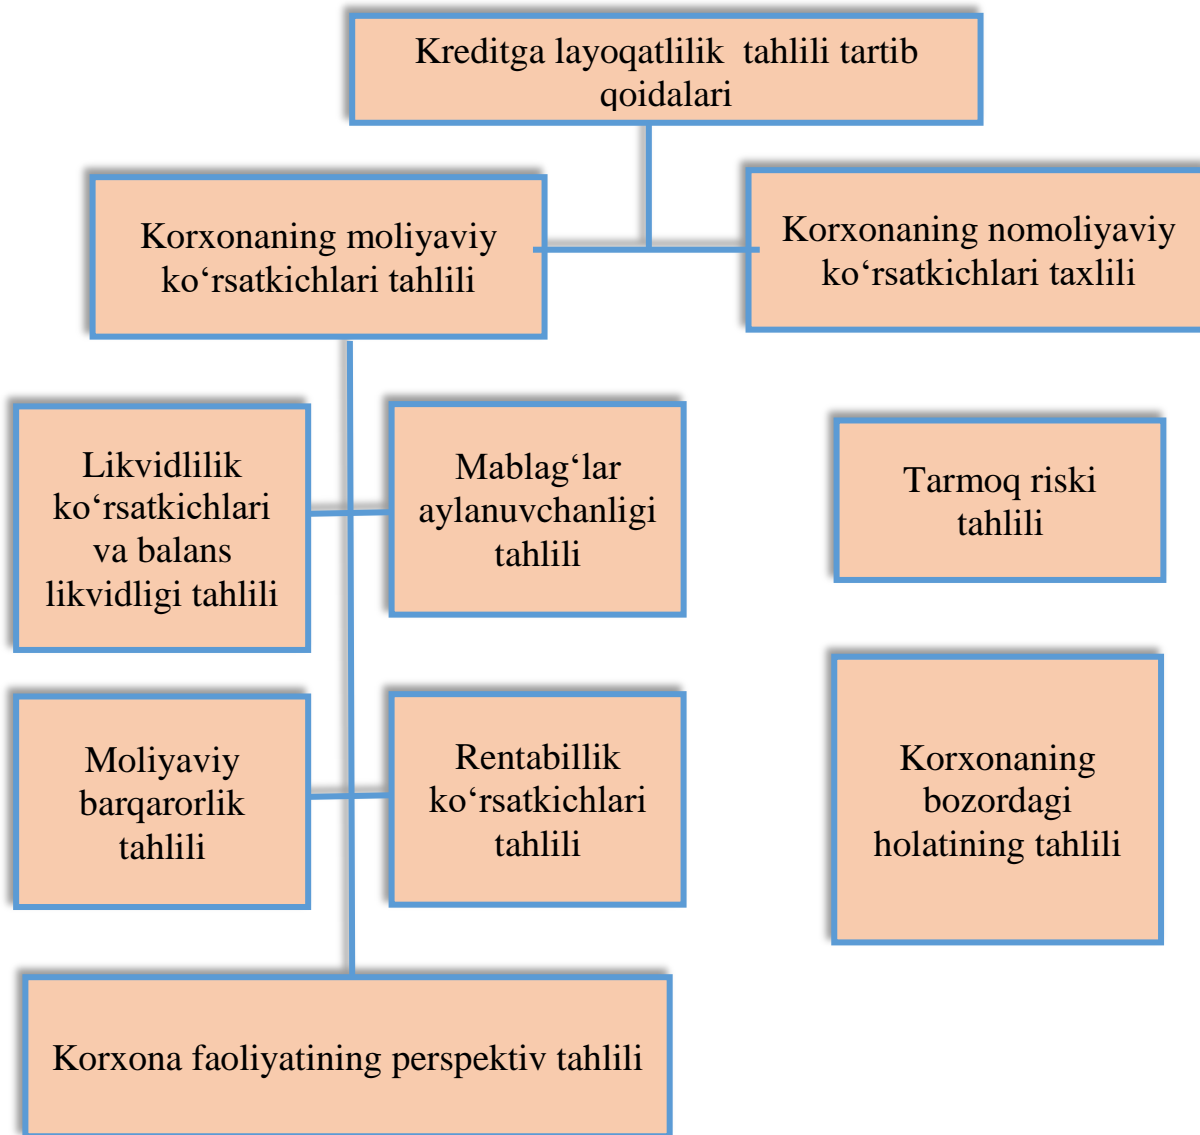 Kreditga layoqatlilik  tahlili tartib
qoidalari
Korxonaning moliyaviy
ko‘rsatkichlari tahlili
Korxonaning nomoliyaviy
ko‘rsatkichlari taxlili
Likvidlilik
ko‘rsatkichlari
va balans
likvidligi tahlili
Mablag‘lar
aylanuvchanligi
tahlili
Tarmoq riski
tahlili
Moliyaviy
barqarorlik
tahlili
Rentabillik
ko‘rsatkichlari
tahlili
Korxonaning
bozordagi
holatining tahlili
Korxona faoliyatining perspektiv tahlili